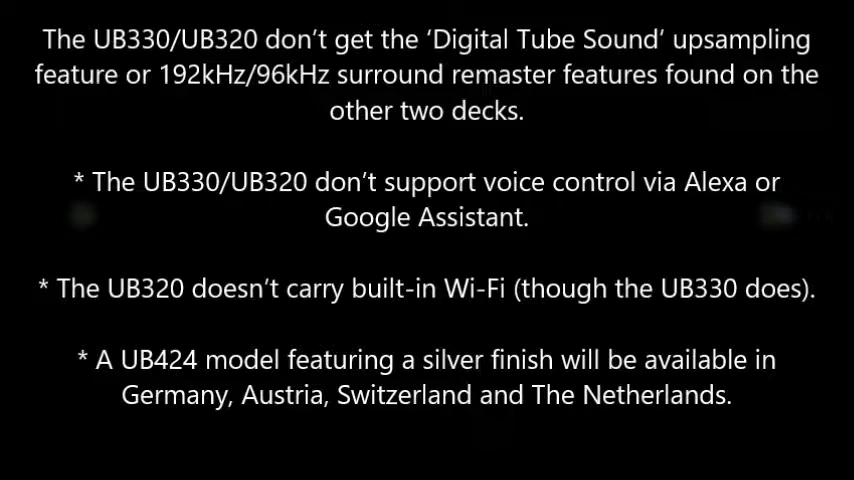 The UB330/UB320 don’t get the ‘Digital Tube Sound’ upsampling
feature or 192kHz/96kHz surround remaster features found on the
other two decks.
* The UB330/UB320 don’t support voice control via Alexa or
Google Assistant.
* The UB320 doesn’t carry built-in Wi-Fi (though the UB330 does).
* A UB424 model featuring a silver finish will be available in
Germany, Austria, Switzerland and The Netherlands.